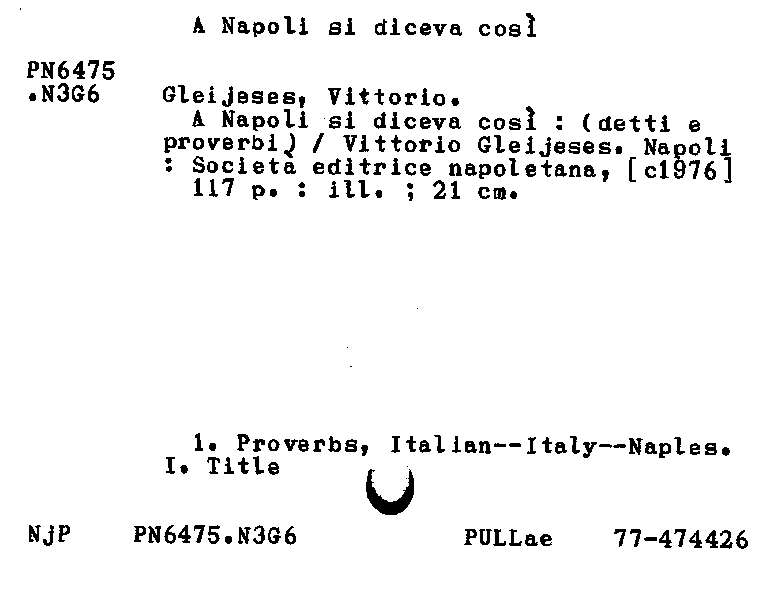 A Napoli si diceva così
PN6475
.N3G6 Gleijeses, Vittorio.
A Napoli si diceva così : (detti e
proverbi) / Vittorio Gleijeses. Napoli
: Società editrice napoletana, [c1976]
117 p. : ill. ; 21 cm.
1. Proverbs, Italian--Italy--Naples.
I. Title
NjP PN6475.N3G6 PULLae 77-474426